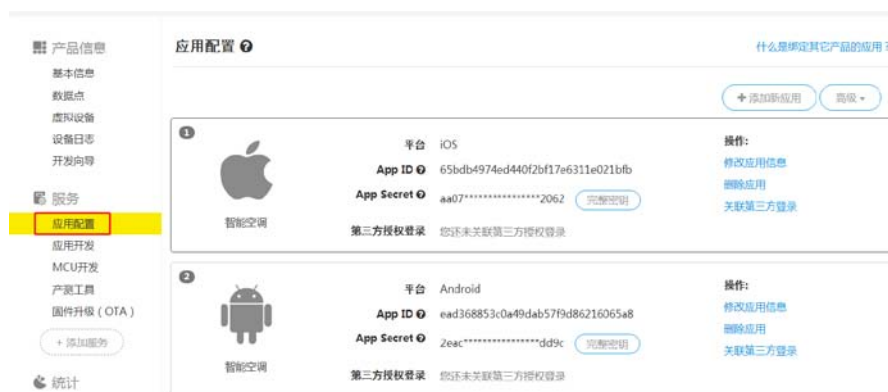 产品信息
基本信息
数据点
虚拟设备
设备日志
开发向导
服务
应用配置
应用开发
MCU开发
产测工具
固件升级（OTA）
+ 添加服务
统计
应用配置
什么是绑定其它产品的应用？
+添加新应用
高级
1
智能空调
平台 iOS
App ID 65bdb4974ed440f2bf17e6311e021bfb
App Secret aa07****************2062 完整密钥
第三方授权登录 您还未关联第三方授权登录
操作:
修改应用信息
删除应用
关联第三方登录
2
智能空调
平台 Android
App ID ead368853c0a49dab57f9d86216065a8
App Secret 2eac****************dd9c 完整密钥
第三方授权登录 您还未关联第三方授权登录
操作:
修改应用信息
删除应用
关联第三方登录